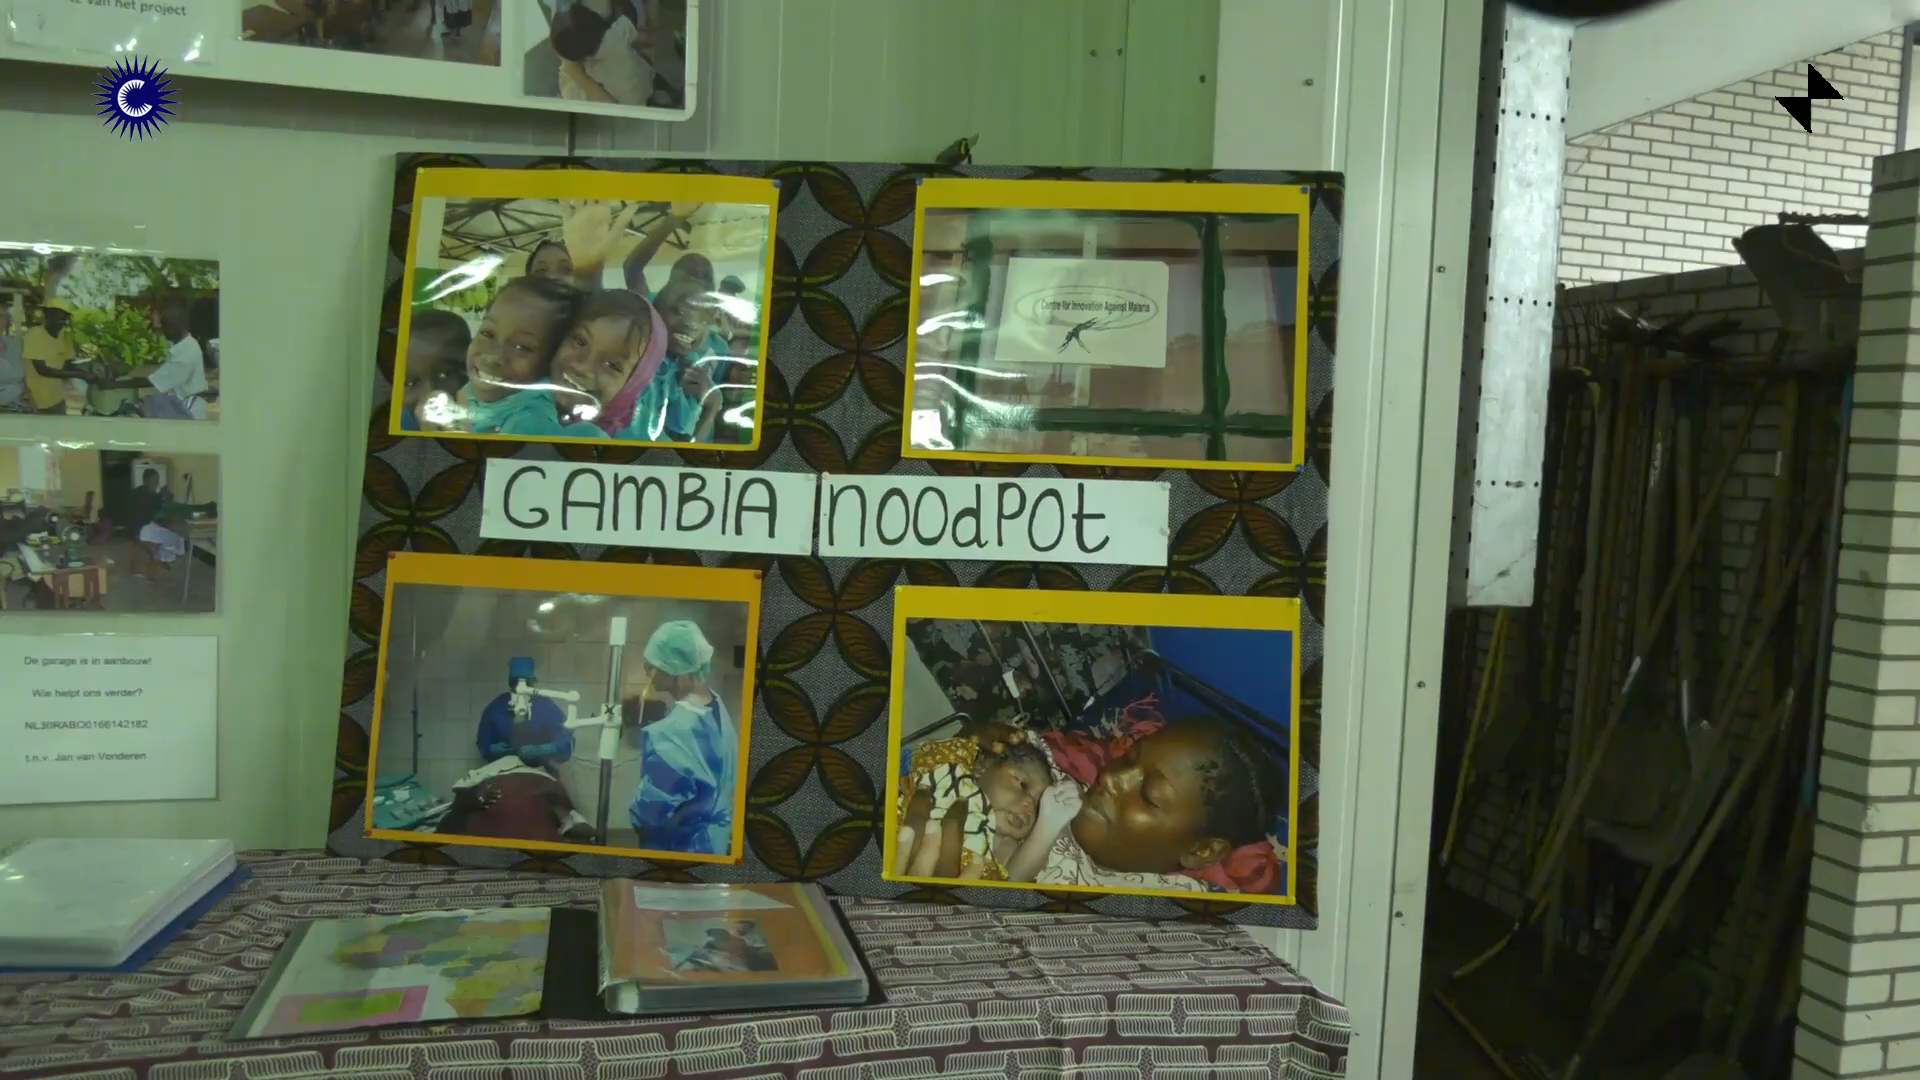 van het project
Centre for Innovation Against Malaria
GAMBiA nOOdPOt
De garage is in aanbouw!
Wie helpt ons verder?
NL30RABO0166142182
t.n.v. Jan van Vonderen
C